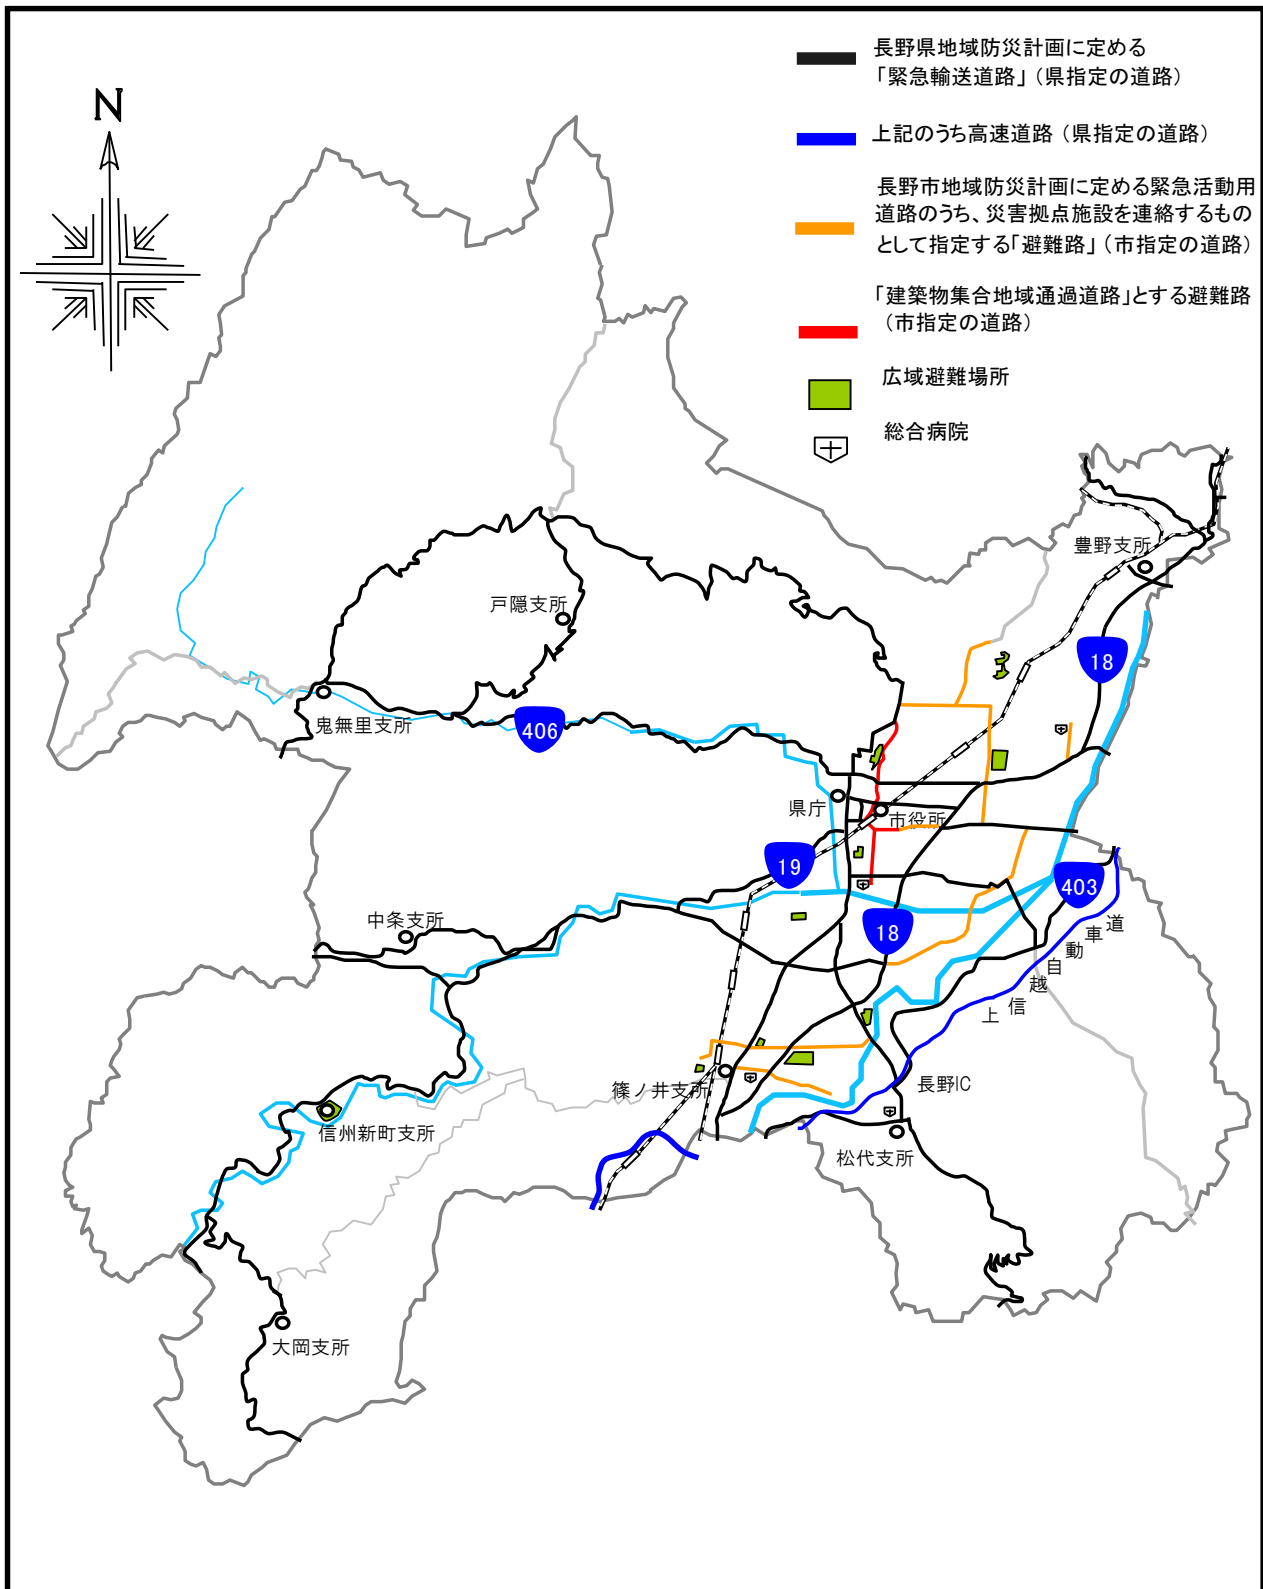 長野県地域防災計画に定める
「緊急輸送道路」（県指定の道路）
N
上記のうち高速道路（県指定の道路）
長野市地域防災計画に定める緊急活動用
道路のうち、災害拠点施設を連絡するもの
として指定する「避難路」（市指定の道路）
「建築物集合地域通過道路」とする避難路
（市指定の道路）
広域避難場所
総合病院
豊野支所
戸隠支所
18
鬼無里支所
406
県庁
市役所
19
403
中条支所
18
上信越自動車道
長野IC
篠ノ井支所
信州新町支所
松代支所
大岡支所